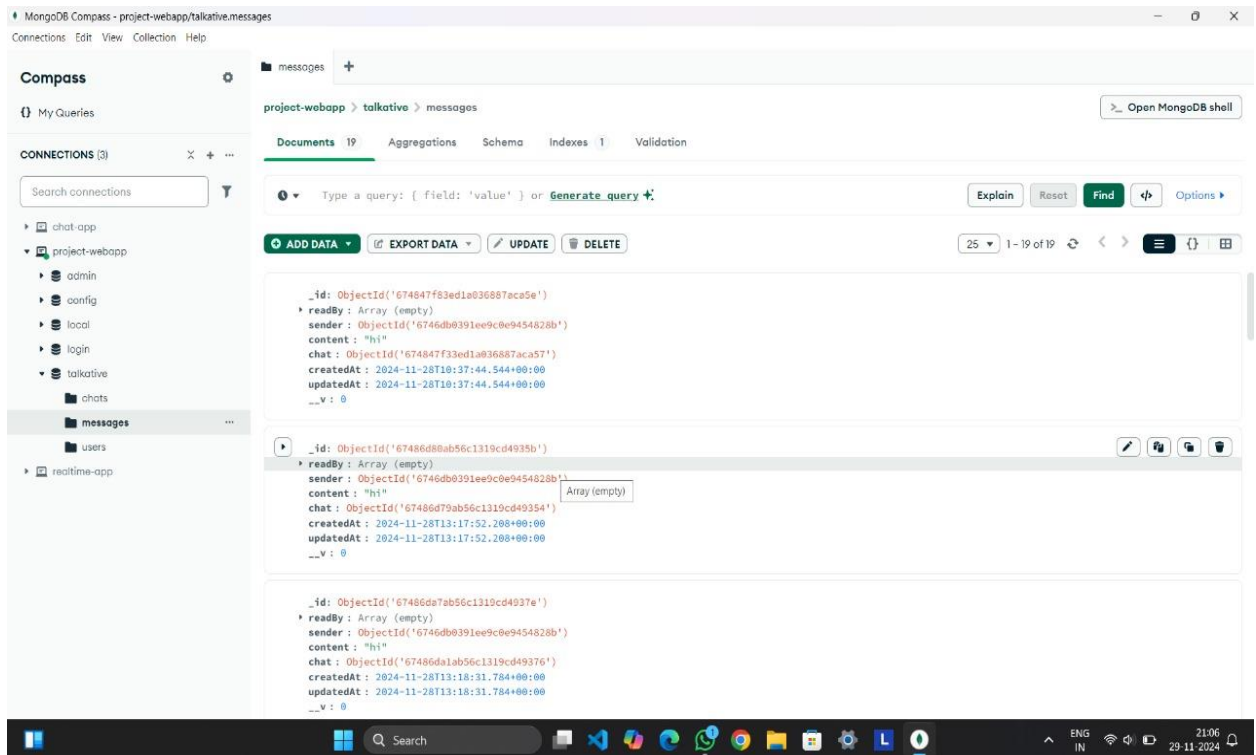 MongoDB Compass - project-webapp/talkative.messages
Connections Edit View Collection Help
Compass
{} My Queries
CONNECTIONS (3)
Search connections
chat-app
project-webapp
admin
config
local
login
talkative
chats
messages
users
realtime-app
messages
project-webapp > talkative > messages
>_ Open MongoDB shell
Documents 19 Aggregations Schema Indexes 1 Validation
Type a query: { field: 'value' } or Generate query
Explain Reset Find </> Options
ADD DATA EXPORT DATA UPDATE DELETE
25 1 – 19 of 19 {}
_id: ObjectId('674847f83ed1a036887aca5e')
readBy : Array (empty)
sender : ObjectId('6746db0391ee9c0e9454828b')
content : "hi"
chat : ObjectId('674847f33ed1a036887aca57')
createdAt : 2024-11-28T10:37:44.544+00:00
updatedAt : 2024-11-28T10:37:44.544+00:00
__v : 0
_id: ObjectId('67486d80ab56c1319cd4935b')
readBy : Array (empty)
sender : ObjectId('6746db0391ee9c0e9454828b')
Array (empty)
content : "hi"
chat : ObjectId('67486d79ab56c1319cd49354')
createdAt : 2024-11-28T13:17:52.208+00:00
updatedAt : 2024-11-28T13:17:52.208+00:00
__v : 0
_id: ObjectId('67486da7ab56c1319cd4937e')
readBy : Array (empty)
sender : ObjectId('6746db0391ee9c0e9454828b')
content : "hi"
chat : ObjectId('67486da1ab56c1319cd49376')
createdAt : 2024-11-28T13:18:31.784+00:00
updatedAt : 2024-11-28T13:18:31.784+00:00
__v : 0
Search
L
ENG
IN
21:06
29-11-2024